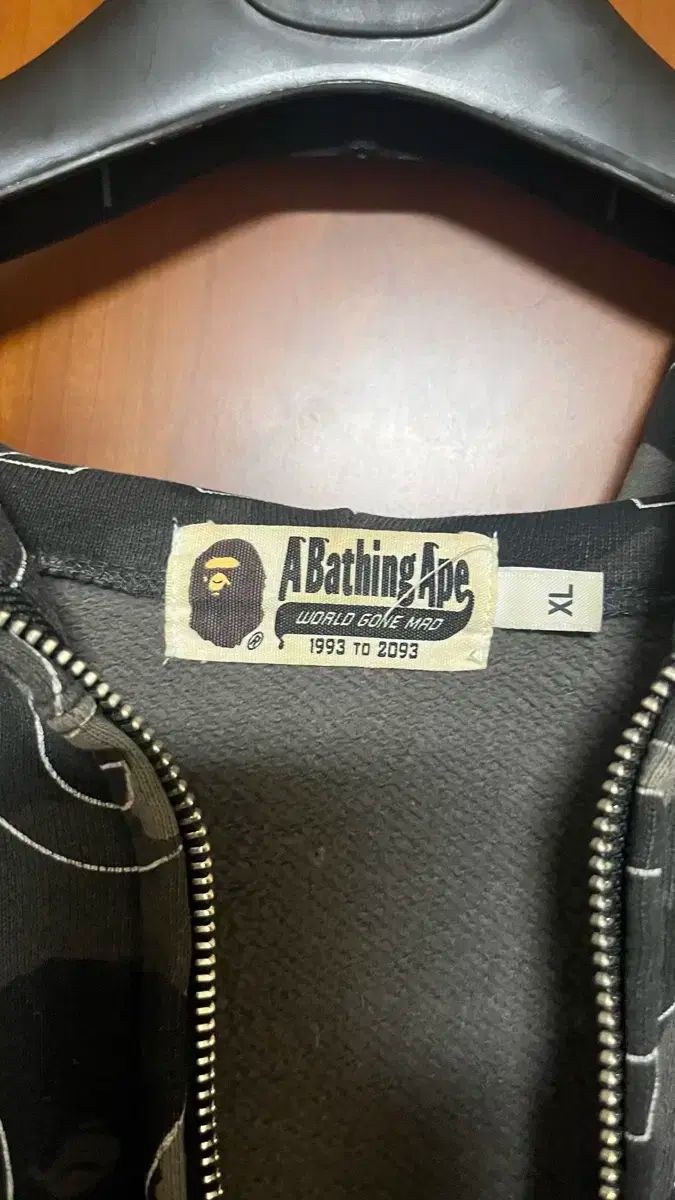 A Bathing Ape
WORLD GONE MAD
1993 TO 2093
®
XL